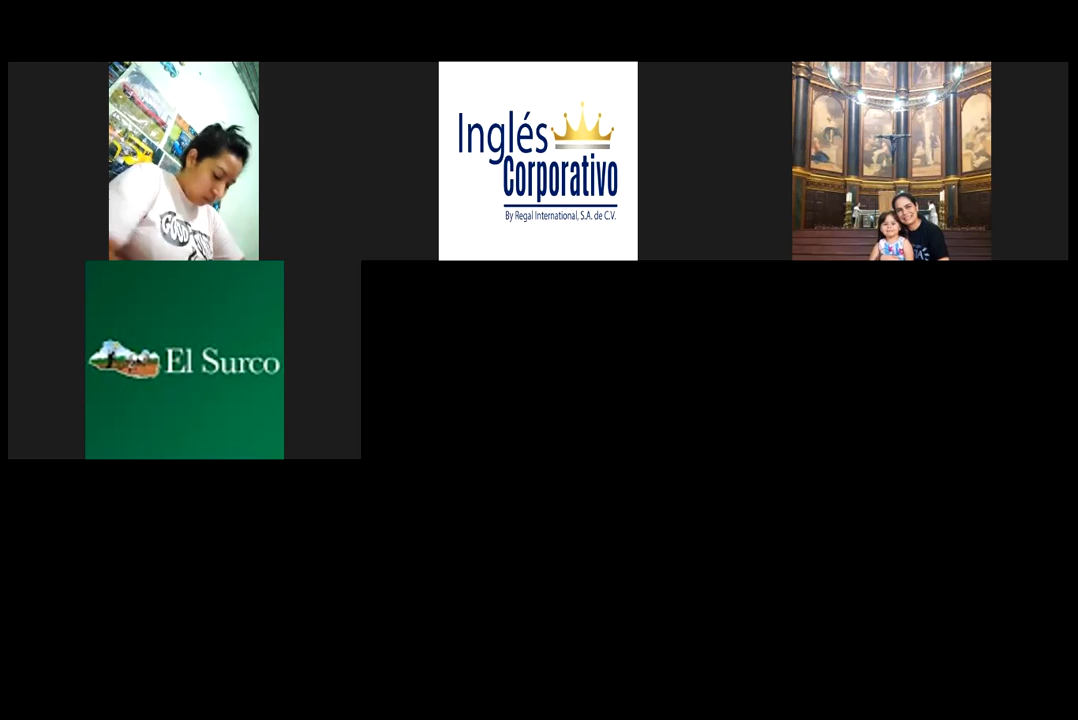 Inglés
Corporativo
By Regal International, S.A. de C.V.
El Surco